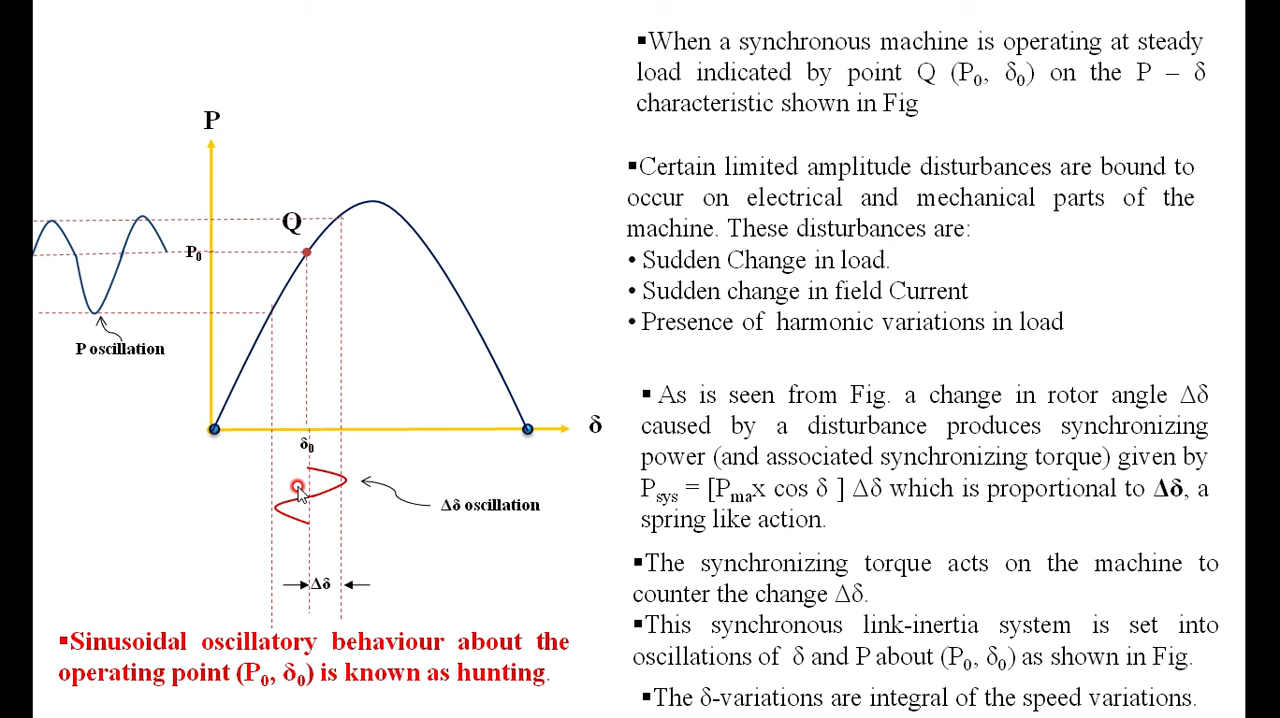 ▪When a synchronous machine is operating at steady
load indicated by point Q (P₀, δ₀) on the P – δ
characteristic shown in Fig
▪Certain limited amplitude disturbances are bound to
occur on electrical and mechanical parts of the
machine. These disturbances are:
• Sudden Change in load.
• Sudden change in field Current
• Presence of harmonic variations in load
▪ As is seen from Fig. a change in rotor angle Δδ
caused by a disturbance produces synchronizing
power (and associated synchronizing torque) given by
Psys = [Pmax cos δ ] Δδ which is proportional to Δδ, a
spring like action.
▪The synchronizing torque acts on the machine to
counter the change Δδ.
▪This synchronous link-inertia system is set into
oscillations of δ and P about (P₀, δ₀) as shown in Fig.
▪The δ-variations are integral of the speed variations.
P
Q
P₀
P oscillation
δ
δ₀
Δδ oscillation
Δδ
▪Sinusoidal oscillatory behaviour about the
operating point (P₀, δ₀) is known as hunting.